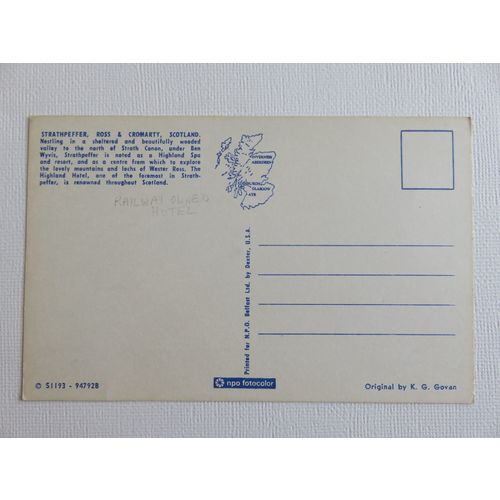 STRATHPEFFER, ROSS & CROMARTY, SCOTLAND.
Nestling in a sheltered and beautifully wooded
valley to the north of Strath Conon, under Ben
Wyvis, Strathpeffer is noted as a Highland Spa
and resort, and as a centre from which to explore
the lovely mountains and lochs of Wester Ross. The
Highland Hotel, one of the foremost in Strath-
peffer, is renowned throughout Scotland.
RAILWAY OWNED
HOTEL
INVERNESS
ABERDEEN
GLASGOW
AYR
Printed for N.P.O. Belfast Ltd. by Dexter, U.S.A.
© 51193 - 94792B
npo fotocolor
Original by K. G. Govan